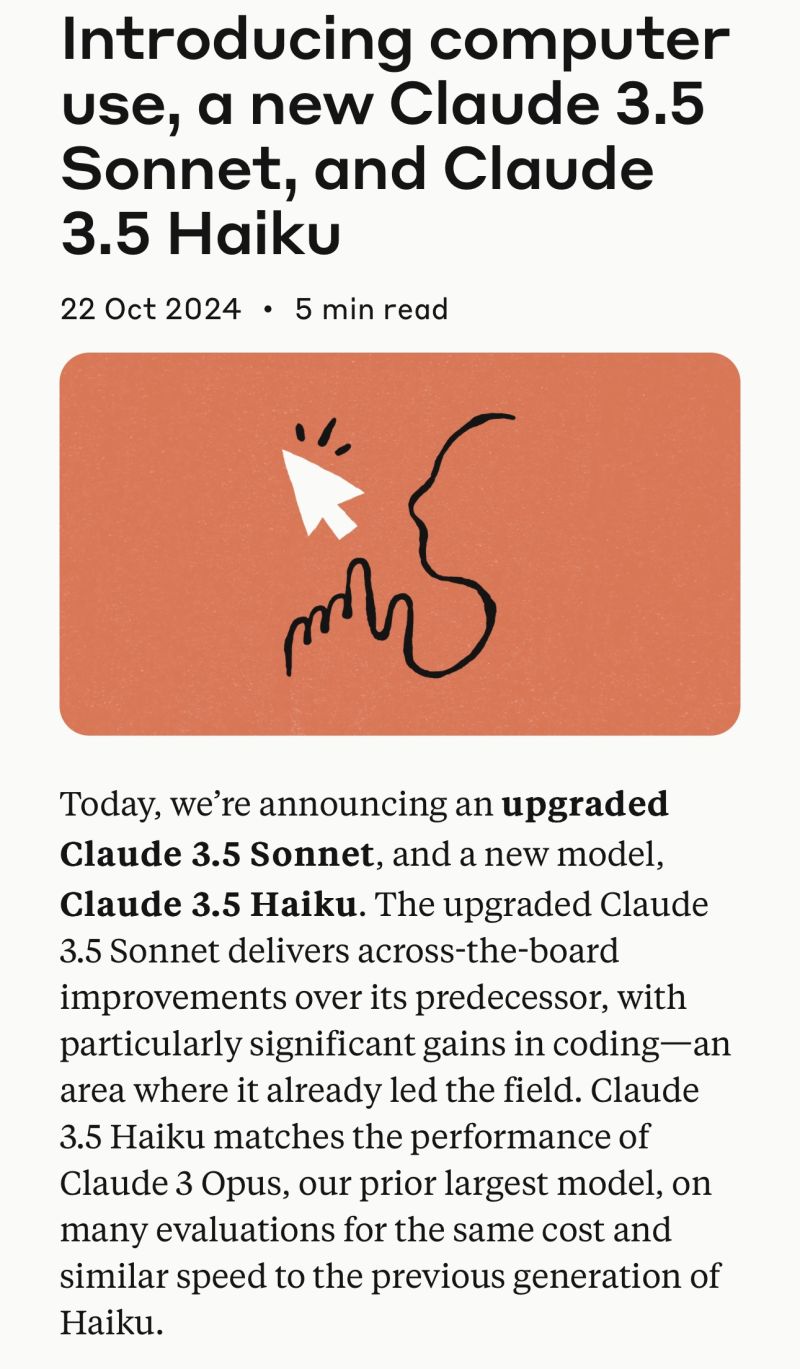 Introducing computer
use, a new Claude 3.5
Sonnet, and Claude
3.5 Haiku
22 Oct 2024 • 5 min read
Today, we’re announcing an upgraded
Claude 3.5 Sonnet, and a new model,
Claude 3.5 Haiku. The upgraded Claude
3.5 Sonnet delivers across-the-board
improvements over its predecessor, with
particularly significant gains in coding—an
area where it already led the field. Claude
3.5 Haiku matches the performance of
Claude 3 Opus, our prior largest model, on
many evaluations for the same cost and
similar speed to the previous generation of
Haiku.